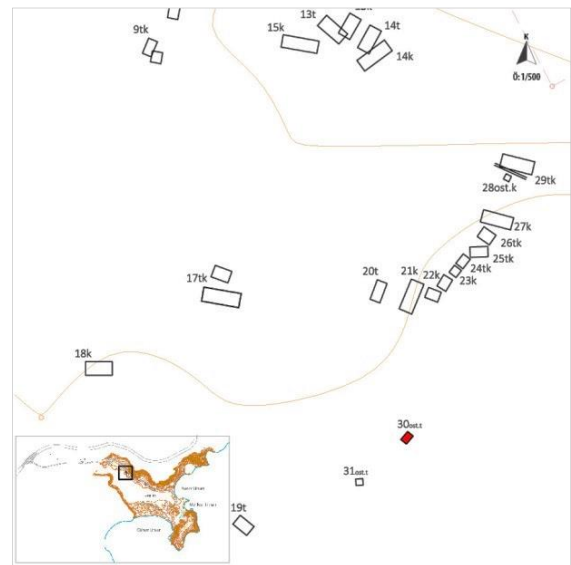 13t
15k
14t
9tk
14k
K
Ö:1/500
29tk
28ost.k
27k
26tk
25tk
24tk
23k
22k
21k
20t
17tk
18k
30ost.t
31ost.t
19t